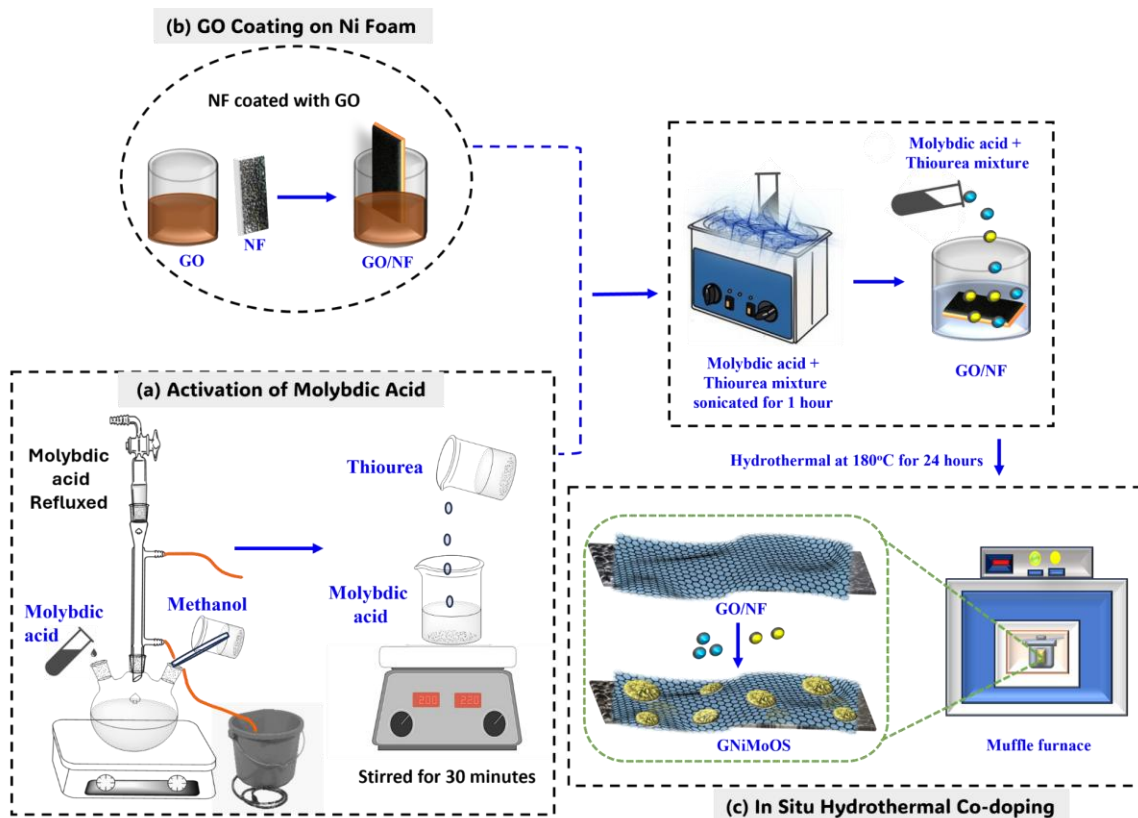 (b) GO Coating on Ni Foam
NF coated with GO
GO
NF
GO/NF
Molybdic acid +
Thiourea mixture
Molybdic acid +
Thiourea mixture
sonicated for 1 hour
GO/NF
(a) Activation of Molybdic Acid
Molybdic
acid
Refluxed
Molybdic
acid
Methanol
Thiourea
Molybdic
acid
200
220
Stirred for 30 minutes
Hydrothermal at 180°C for 24 hours
GO/NF
GNiMoOS
Muffle furnace
(c) In Situ Hydrothermal Co-doping